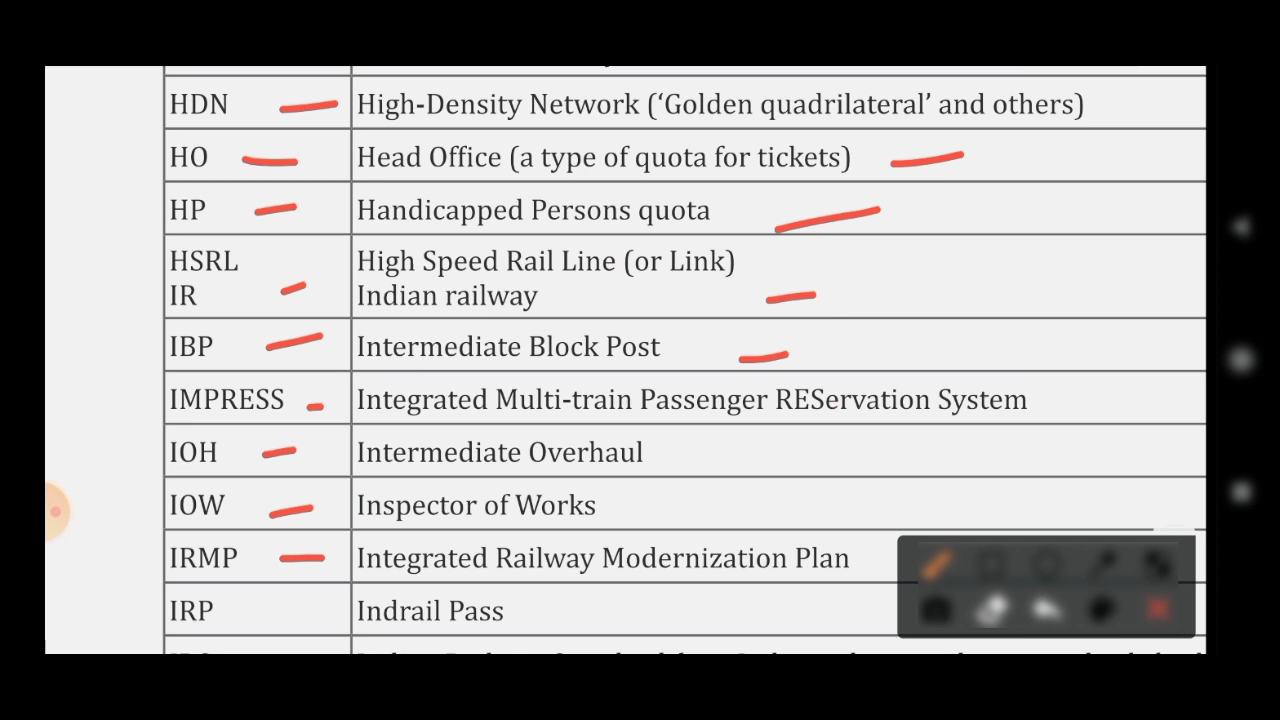 HDN High-Density Network (‘Golden quadrilateral’ and others)
HO Head Office (a type of quota for tickets)
HP Handicapped Persons quota
HSRL High Speed Rail Line (or Link)
IR Indian railway
IBP Intermediate Block Post
IMPRESS Integrated Multi-train Passenger REServation System
IOH Intermediate Overhaul
IOW Inspector of Works
IRMP Integrated Railway Modernization Plan
IRP Indrail Pass